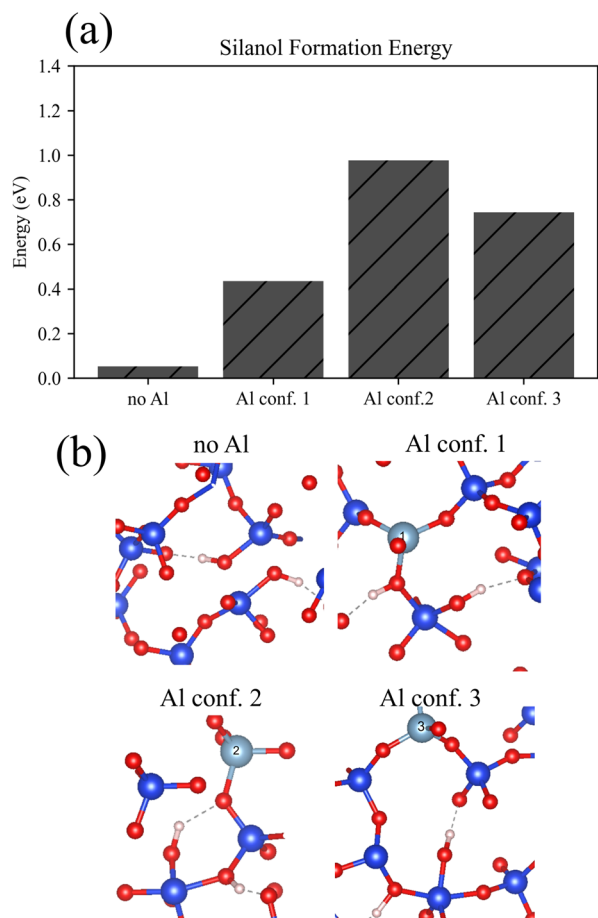 (a)
Silanol Formation Energy
Energy (eV)
1.4
1.2
1.0
0.8
0.6
0.4
0.2
0.0
no Al
Al conf. 1
Al conf.2
Al conf. 3
(b)
no Al
Al conf. 1
1
Al conf. 2
Al conf. 3
2
3